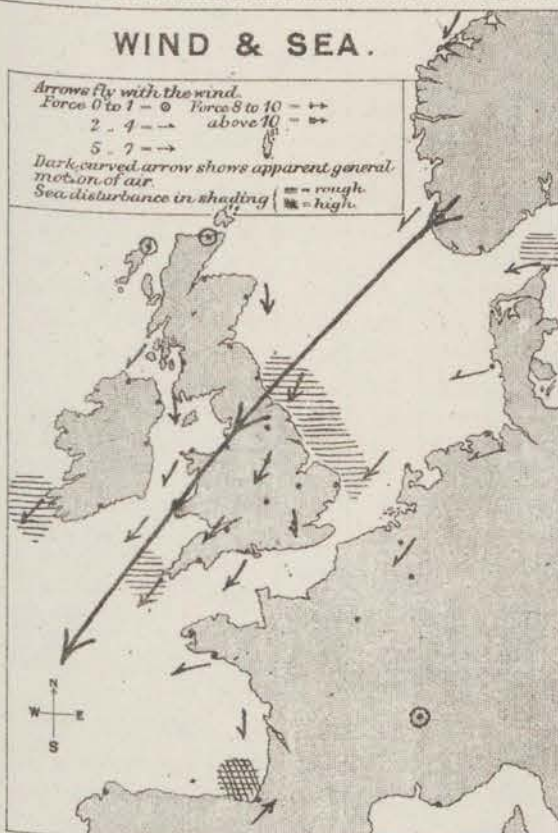 WIND & SEA.
Arrows fly with the wind.
Force 0 to 1 = Force 8 to 10 =
2 .. 4 = above 10 =
5 .. 7 =
Dark curved arrow shows apparent general
motion of air.
Sea disturbance in shading { = rough
= high.
N
W E
S